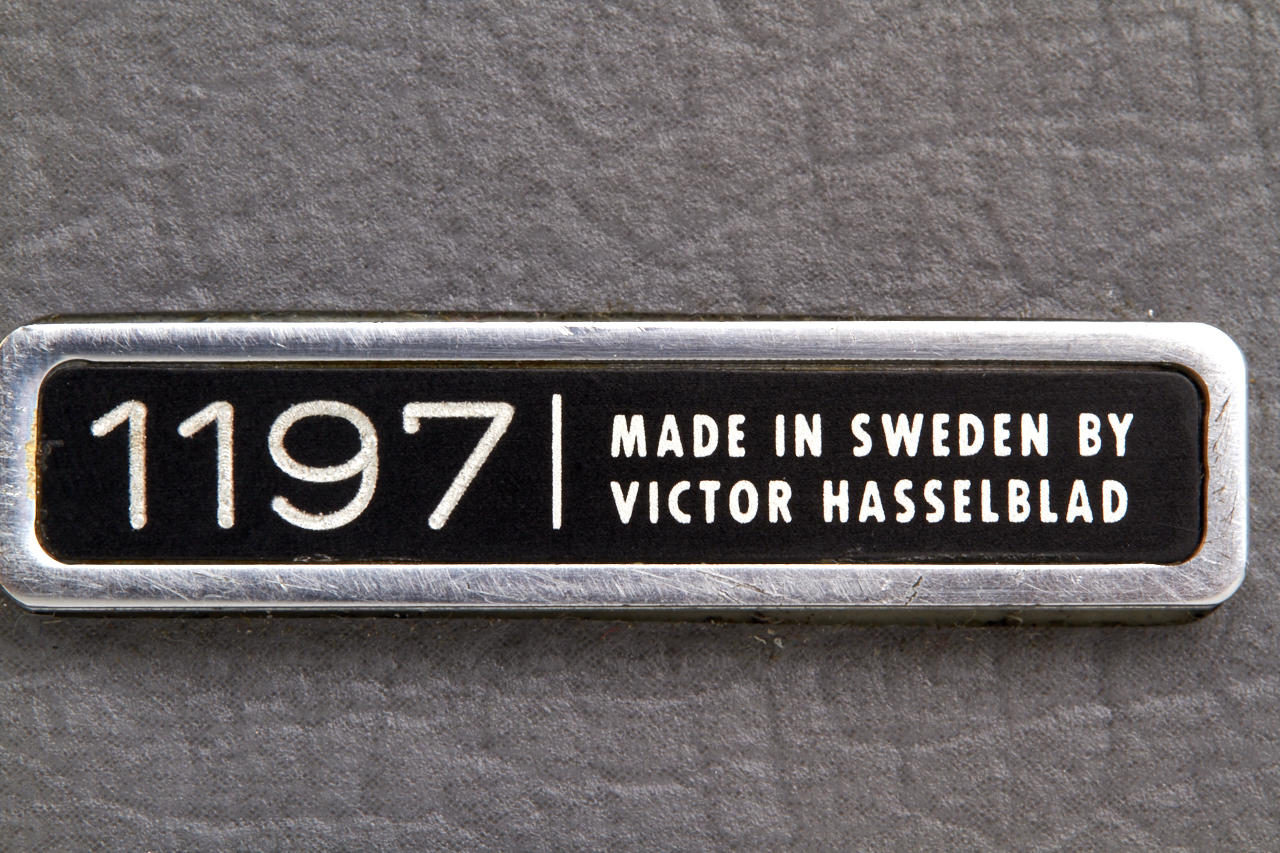 1197 | MADE IN SWEDEN BY
VICTOR HASSELBLAD